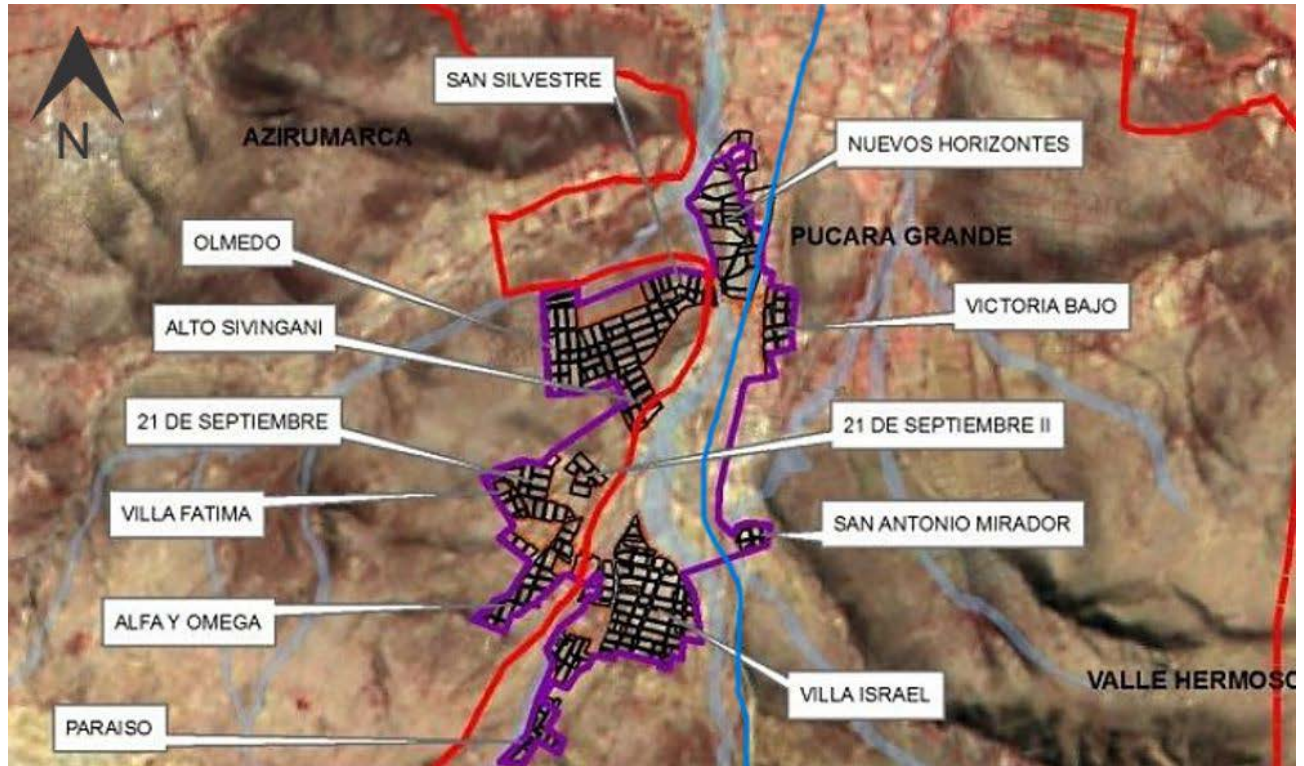 SAN SILVESTRE
N
AZIRUMARCA
NUEVOS HORIZONTES
OLMEDO
PUCARA GRANDE
ALTO SIVINGANI
VICTORIA BAJO
21 DE SEPTIEMBRE
21 DE SEPTIEMBRE II
VILLA FATIMA
SAN ANTONIO MIRADOR
ALFA Y OMEGA
VALLE HERMOSO
VILLA ISRAEL
PARAISO